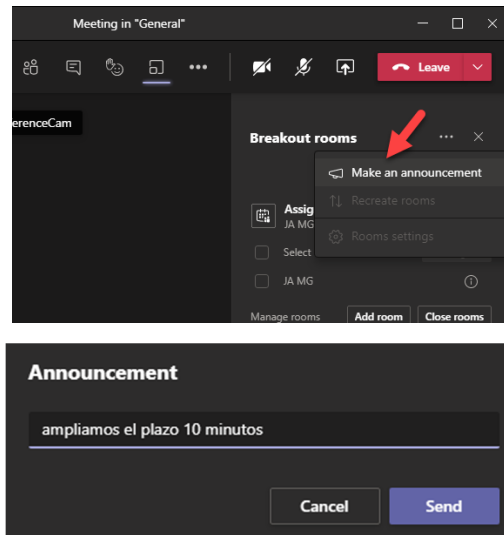 Meeting in "General"
Leave
erenceCam
Breakout rooms
Make an announcement
Assig
Recreate rooms
JA MG
Rooms settings
Select
JA MG
Manage rooms Add room Close rooms
Announcement
ampliamos el plazo 10 minutos
Cancel Send